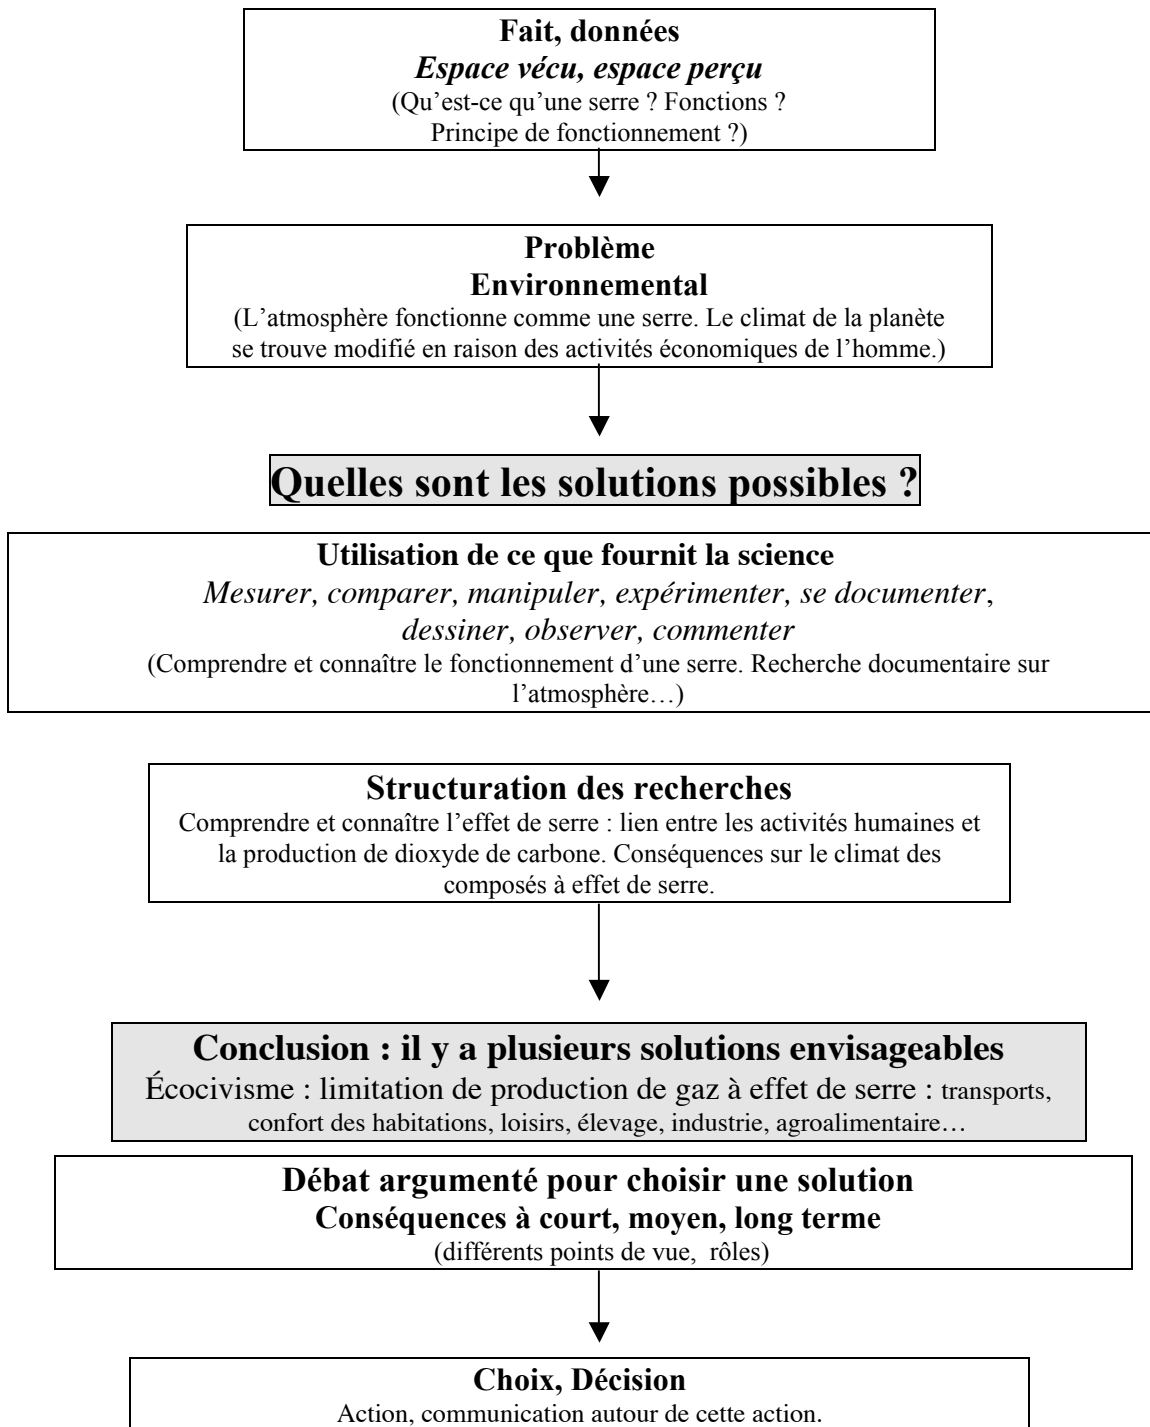 Fait, données
Espace vécu, espace perçu
(Qu’est-ce qu’une serre ? Fonctions ?
Principe de fonctionnement ?)
Problème
Environnemental
(L’atmosphère fonctionne comme une serre. Le climat de la planète
se trouve modifié en raison des activités économiques de l’homme.)
Quelles sont les solutions possibles ?
Utilisation de ce que fournit la science
Mesurer, comparer, manipuler, expérimenter, se documenter,
dessiner, observer, commenter
(Comprendre et connaître le fonctionnement d’une serre. Recherche documentaire sur
l’atmosphère…)
Structuration des recherches
Comprendre et connaître l’effet de serre : lien entre les activités humaines et
la production de dioxyde de carbone. Conséquences sur le climat des
composés à effet de serre.
Conclusion : il y a plusieurs solutions envisageables
Écocivisme : limitation de production de gaz à effet de serre : transports,
confort des habitations, loisirs, élevage, industrie, agroalimentaire…
Débat argumenté pour choisir une solution
Conséquences à court, moyen, long terme
(différents points de vue, rôles)
Choix, Décision
Action, communication autour de cette action.